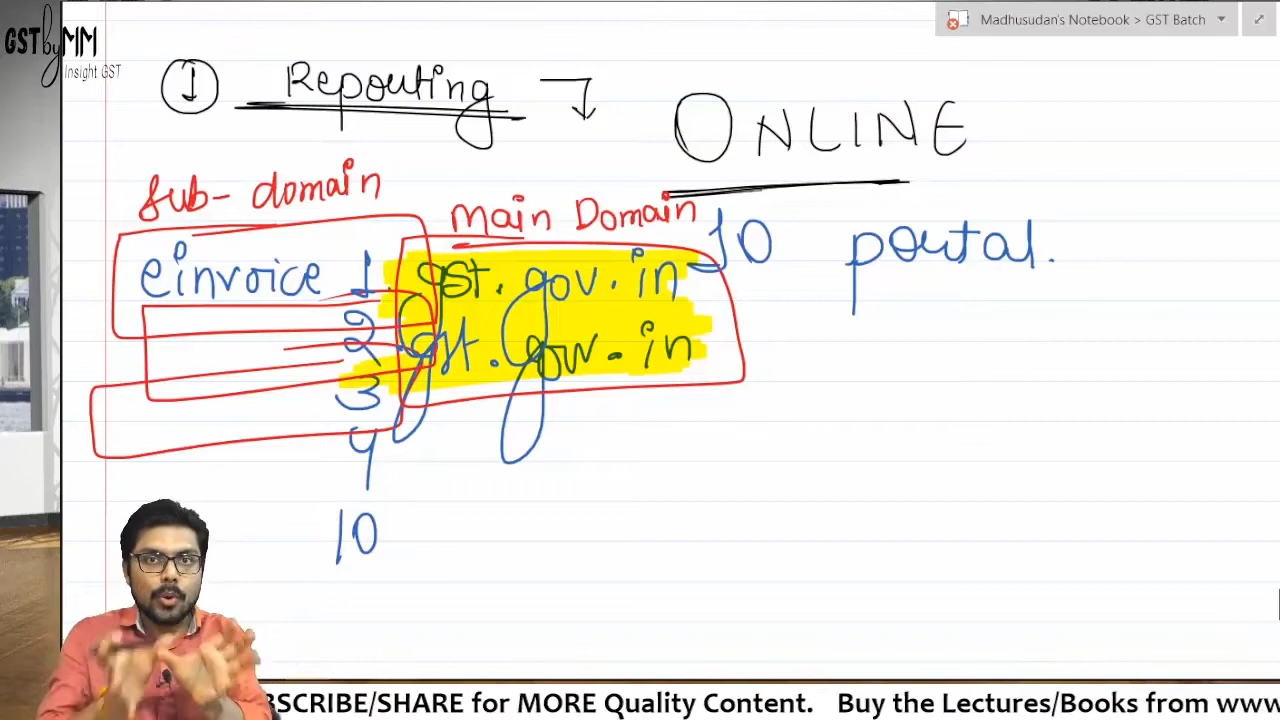 GST by MM
Insight GST
Madhusudan's Notebook > GST Batch
1 Reporting
ONLINE
Sub-domain
Main Domain
10 portal.
einvoice 1. gst.gov.in
2 .gst.gov.in
3
4
10
BSCRIBE/SHARE for MORE Quality Content. Buy the Lectures/Books from www